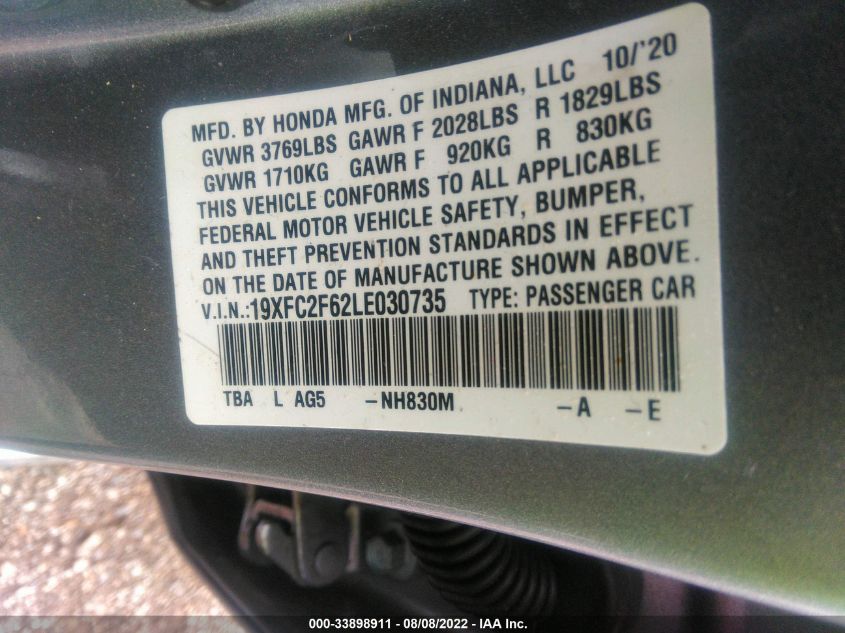 MFD. BY HONDA MFG. OF INDIANA, LLC 10/'20
GVWR 3769LBS GAWR F 2028LBS R 1829LBS
GVWR 1710KG GAWR F 920KG R 830KG
THIS VEHICLE CONFORMS TO ALL APPLICABLE
FEDERAL MOTOR VEHICLE SAFETY, BUMPER,
AND THEFT PREVENTION STANDARDS IN EFFECT
ON THE DATE OF MANUFACTURE SHOWN ABOVE.
V.I.N.:19XFC2F62LE030735 TYPE: PASSENGER CAR
TBA L AG5 -NH830M -A -E
000-33898911 - 08/08/2022 - IAA Inc.